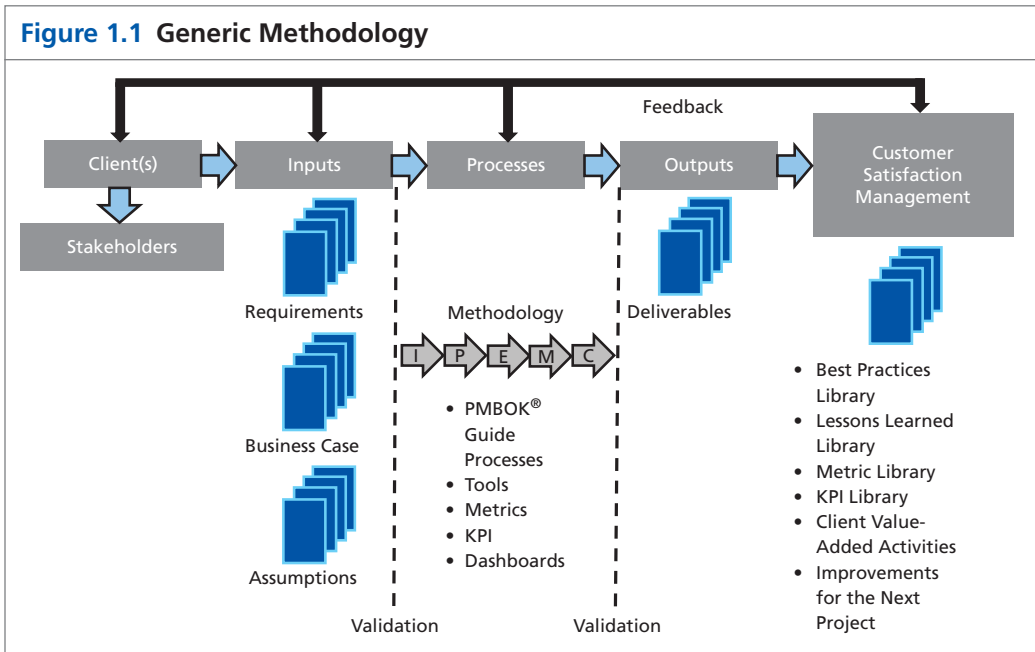 Figure 1.1 Generic Methodology
Feedback
Client(s)
Inputs
Processes
Outputs
Customer
Satisfaction
Management
Stakeholders
Requirements
Business Case
Assumptions
Methodology
I P E M C
• PMBOK®
Guide
Processes
• Tools
• Metrics
• KPI
• Dashboards
Deliverables
• Best Practices
Library
• Lessons Learned
Library
• Metric Library
• KPI Library
• Client Value-
Added Activities
• Improvements
for the Next
Project
Validation
Validation